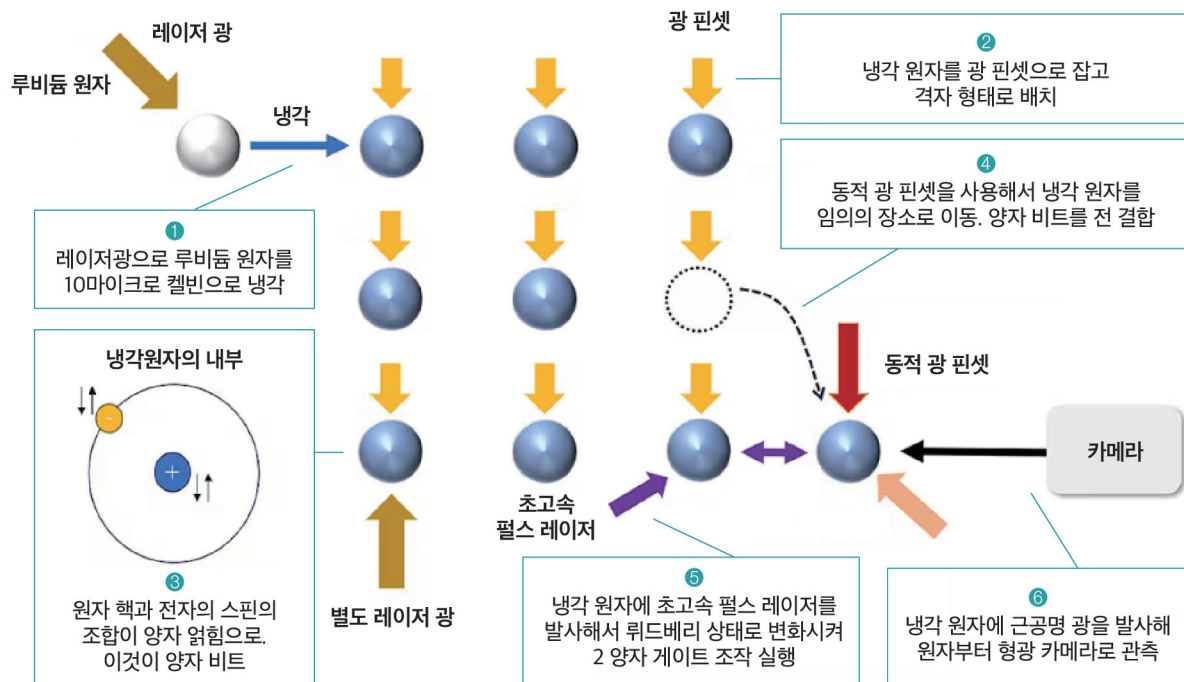 레이저 광
루비듐 원자
냉각
광 핀셋
❶
레이저광으로 루비듐 원자를
10마이크로 켈빈으로 냉각
❷
냉각 원자를 광 핀셋으로 잡고
격자 형태로 배치
❹
동적 광 핀셋을 사용해서 냉각 원자를
임의의 장소로 이동. 양자 비트를 전 결합
냉각원자의 내부
−
+
❸
원자 핵과 전자의 스핀의
조합이 양자 얽힘으로.
이것이 양자 비트
별도 레이저 광
초고속
펄스 레이저
동적 광 핀셋
카메라
❺
냉각 원자에 초고속 펄스 레이저를
발사해서 뤼드베리 상태로 변화시켜
2 양자 게이트 조작 실행
❻
냉각 원자에 근공명 광을 발사해
원자부터 형광 카메라로 관측